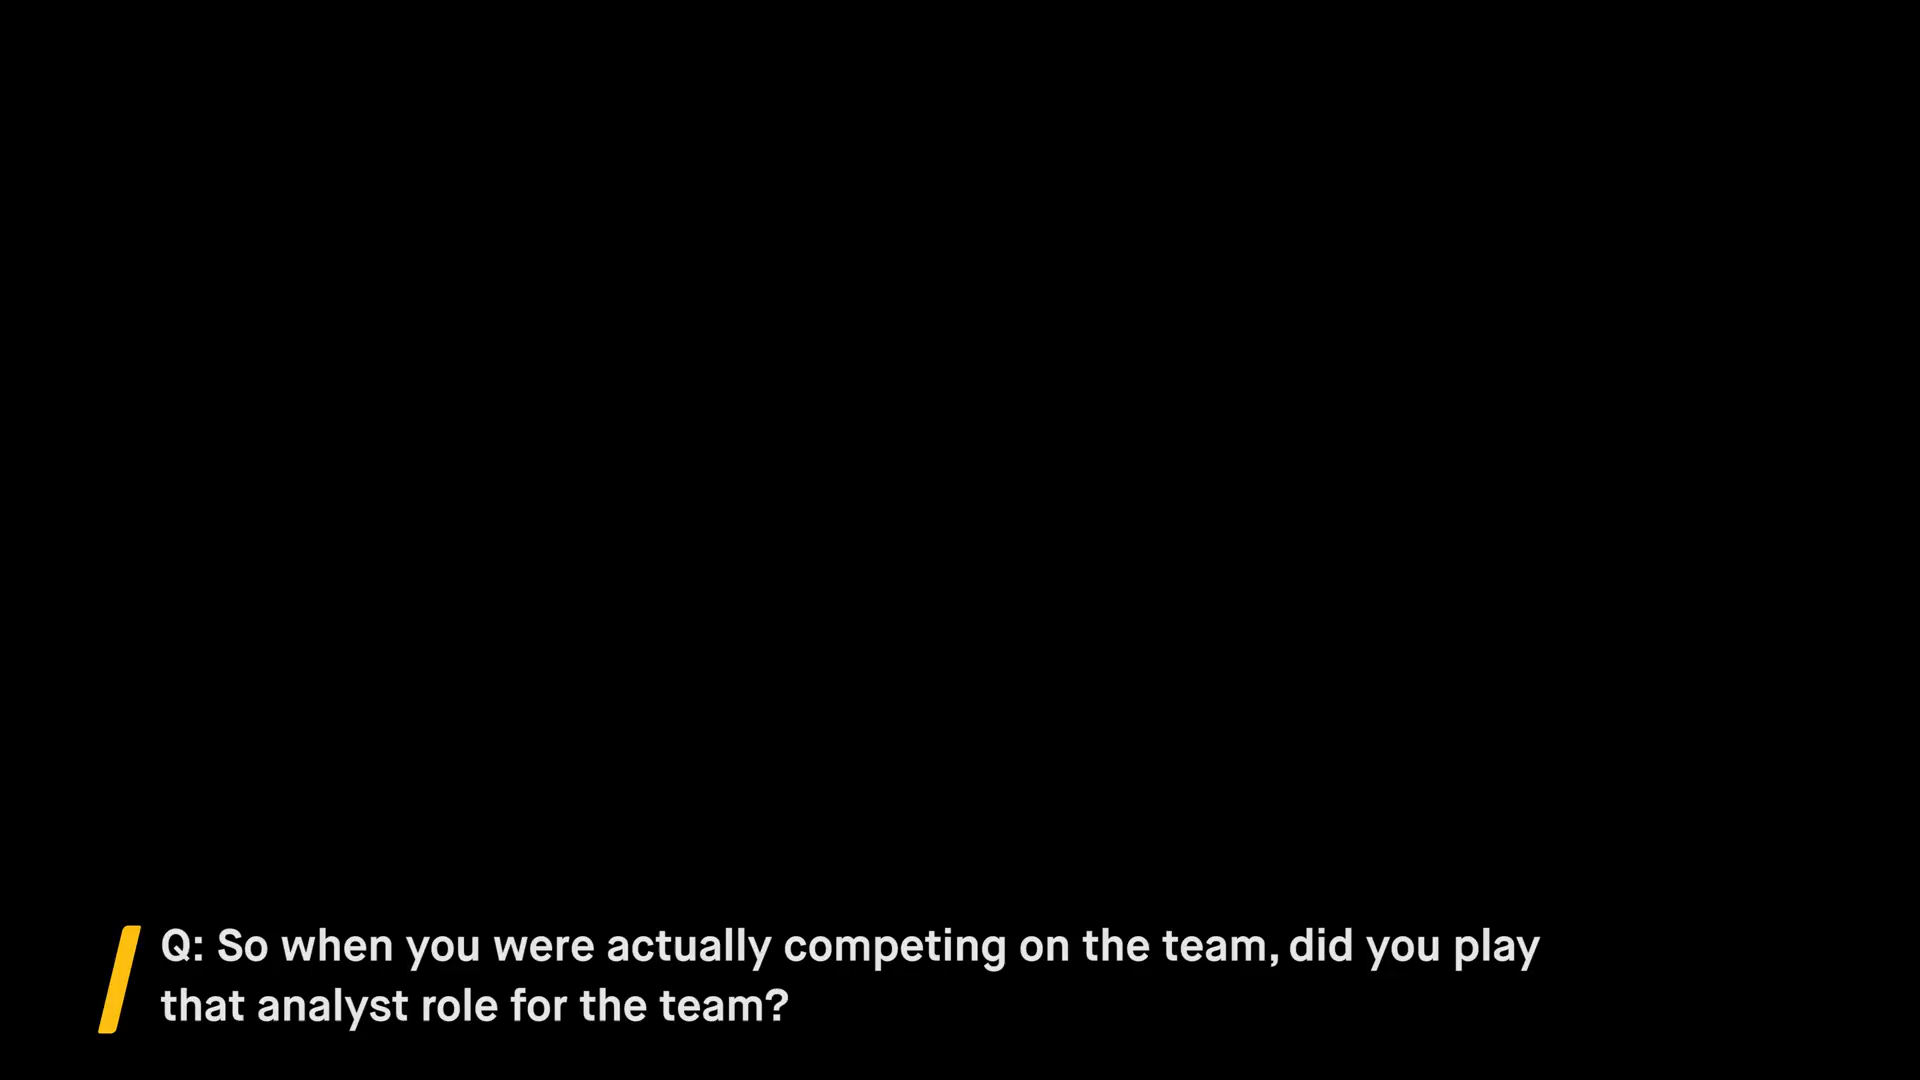 Q: So when you were actually competing on the team, did you play
that analyst role for the team?